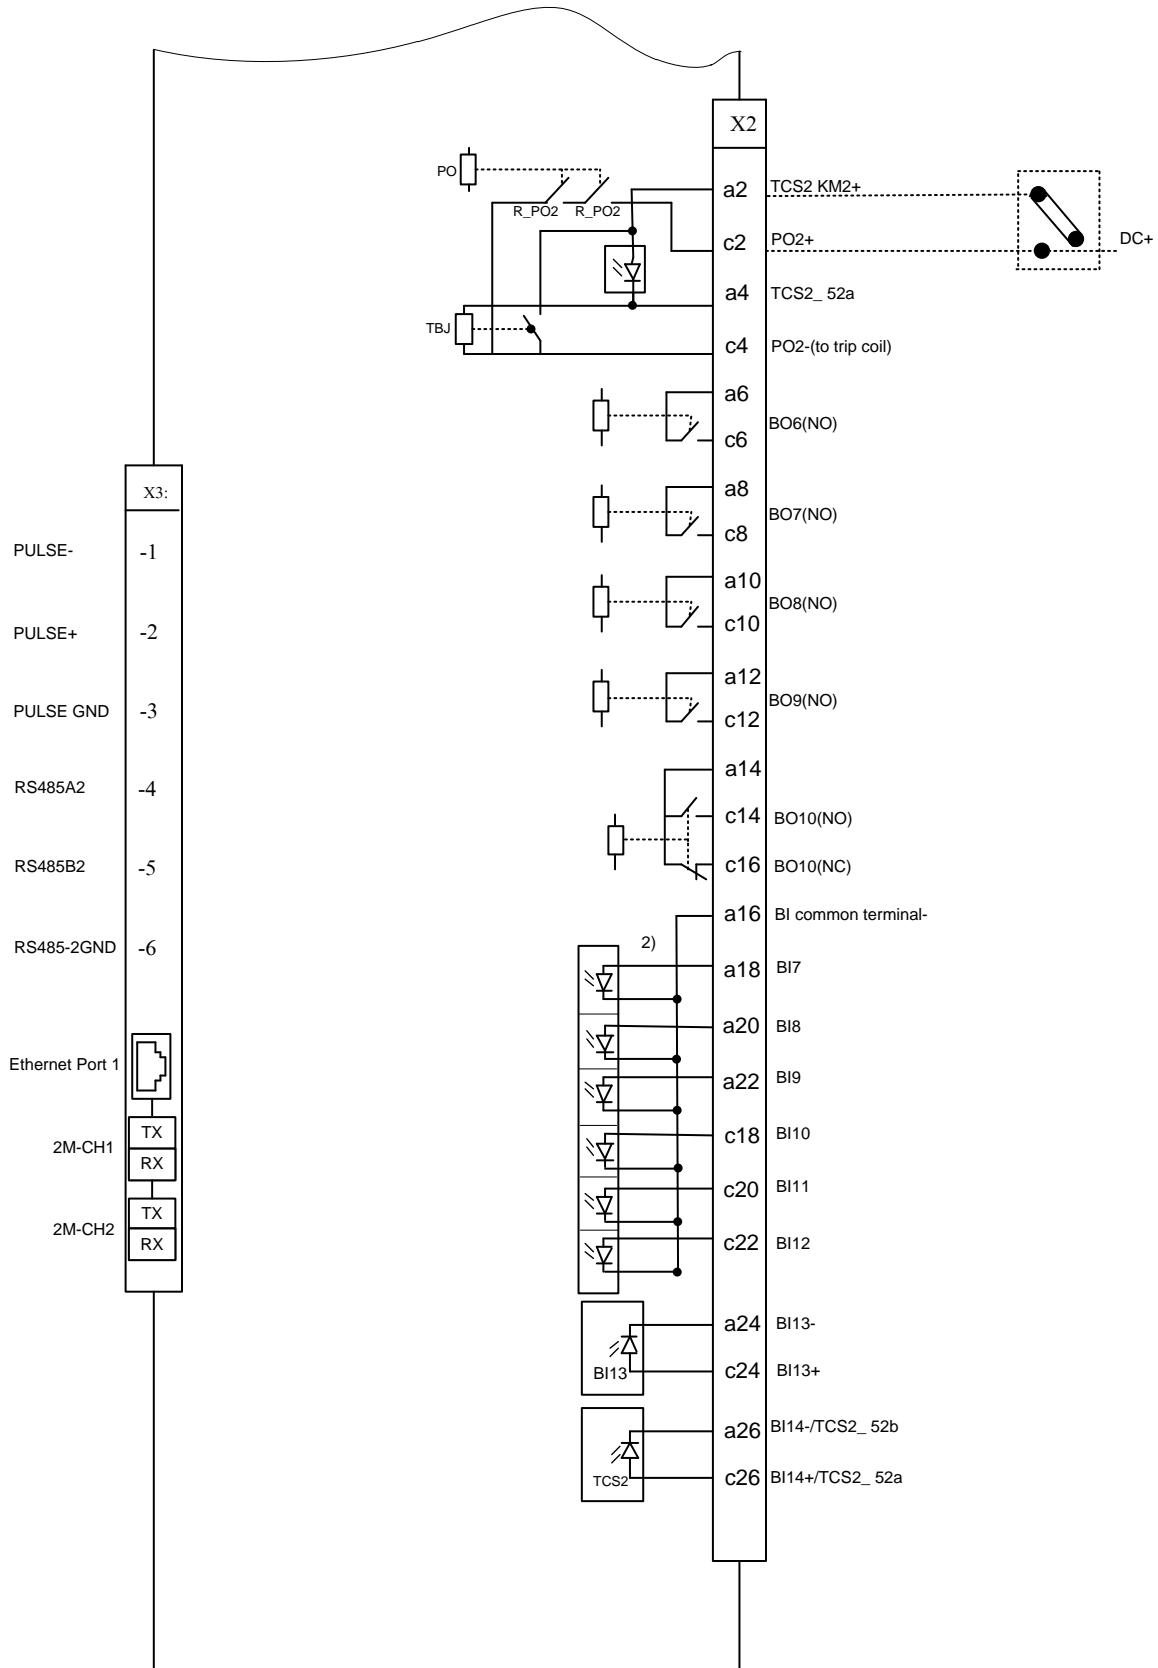 X2
PO
R_PO2 R_PO2
a2 TCS2 KM2+
c2 PO2+
DC+
a4 TCS2_ 52a
TBJ
c4 PO2-(to trip coil)
a6
BO6(NO)
c6
a8
BO7(NO)
c8
a10
BO8(NO)
c10
a12
BO9(NO)
c12
a14
c14 BO10(NO)
c16 BO10(NC)
a16 BI common terminal-
2)
a18 BI7
a20 BI8
a22 BI9
c18 BI10
c20 BI11
c22 BI12
a24 BI13-
BI13
c24 BI13+
a26 BI14-/TCS2_ 52b
TCS2
c26 BI14+/TCS2_ 52a
X3:
PULSE- -1
PULSE+ -2
PULSE GND -3
RS485A2 -4
RS485B2 -5
RS485-2GND -6
Ethernet Port 1
2M-CH1
TX
RX
2M-CH2
TX
RX